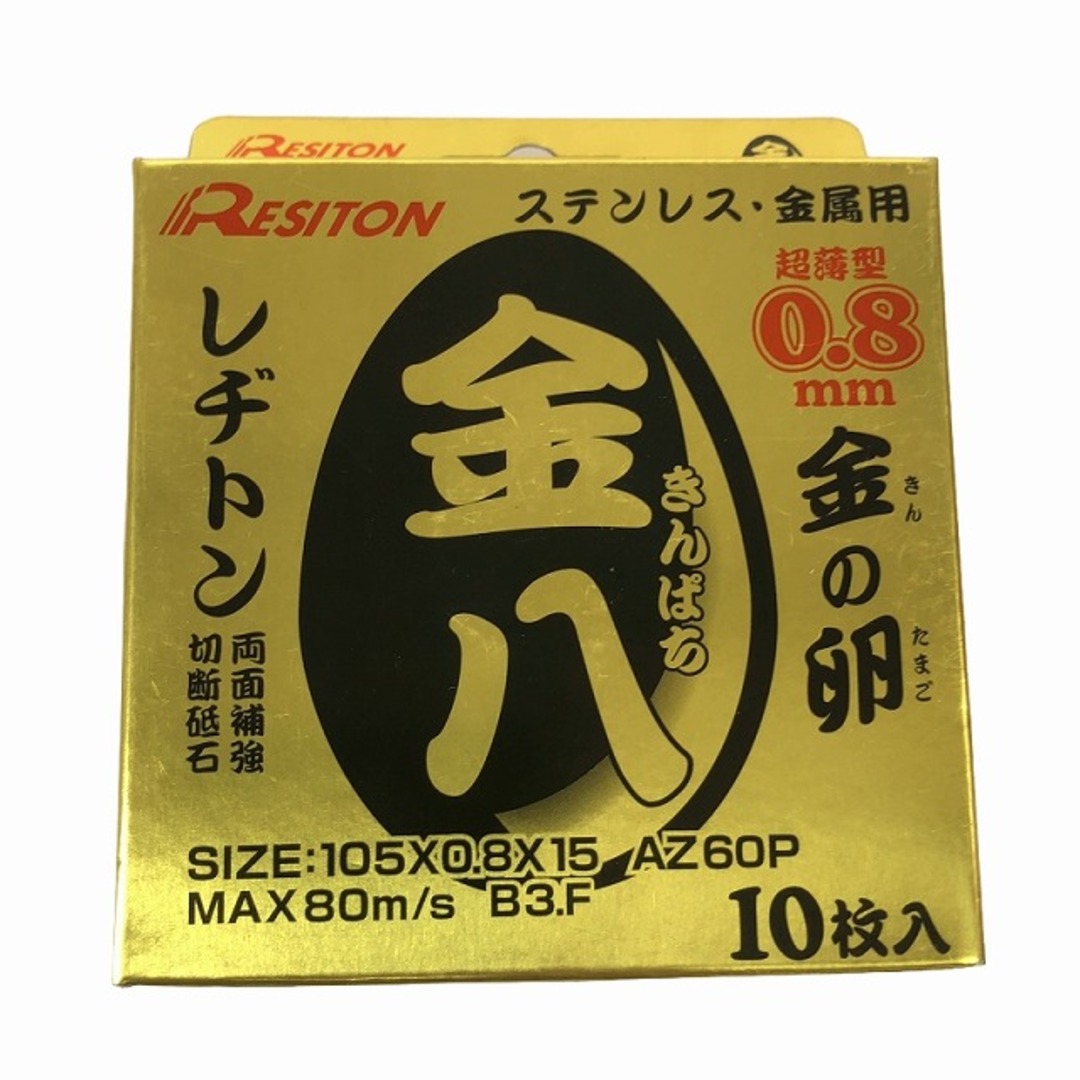 RESITON
RESITON
ステンレス・金属用
超薄型
0.8
mm
レヂトン
両面補強
切断砥石
金八
きんぱち
金の卵
きん
たまご
SIZE:105X0.8X15 AZ60P
MAX80m/s B3.F
10枚入